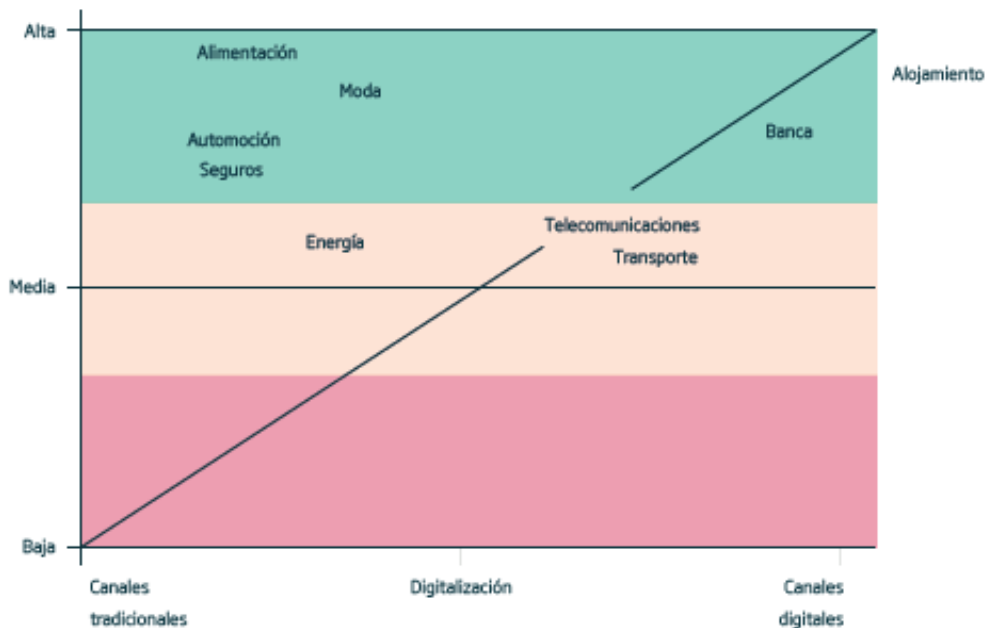 Alta
Alimentación
Alojamiento
Moda
Banca
Automoción
Seguros
Telecomunicaciones
Energía
Transporte
Media
Baja
Canales
tradicionales
Digitalización
Canales
digitales